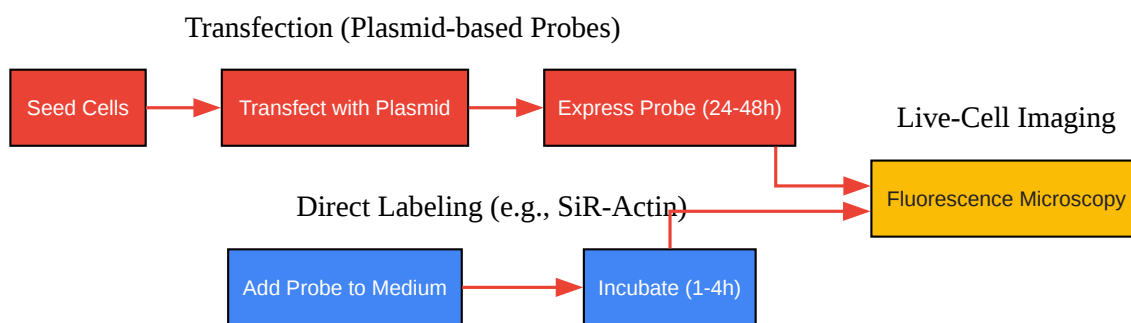 Transfection (Plasmid-based Probes)
Seed Cells
Transfect with Plasmid
Express Probe (24-48h)
Live-Cell Imaging
Fluorescence Microscopy
Direct Labeling (e.g., SiR-Actin)
Add Probe to Medium
Incubate (1-4h)